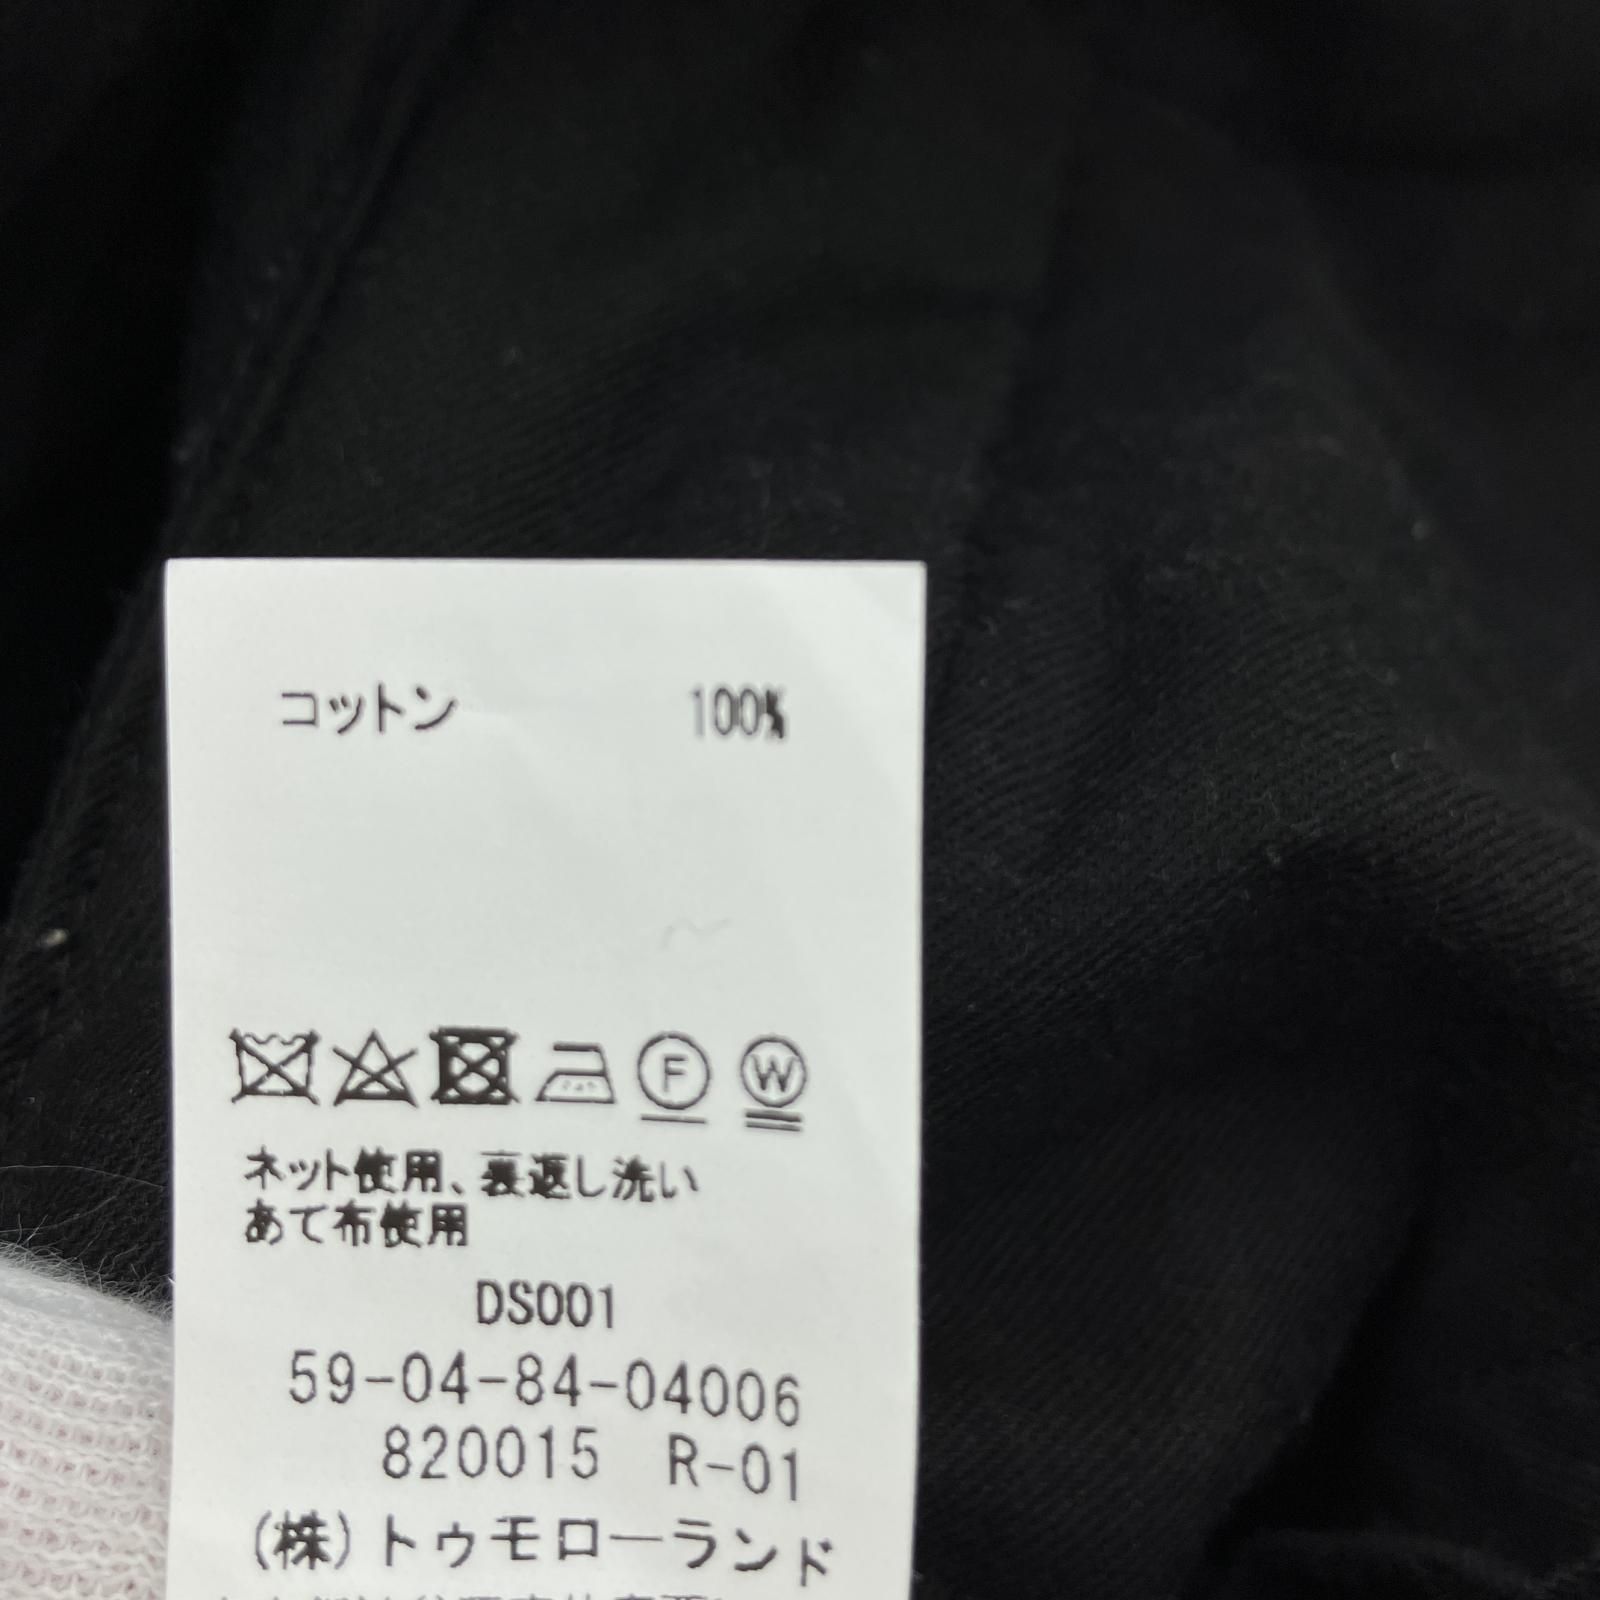 コットン 100%
F W
ネット使用、裏返し洗い
あて布使用
DS001
59-04-84-04006
820015 R-01
(株)トゥモローランド